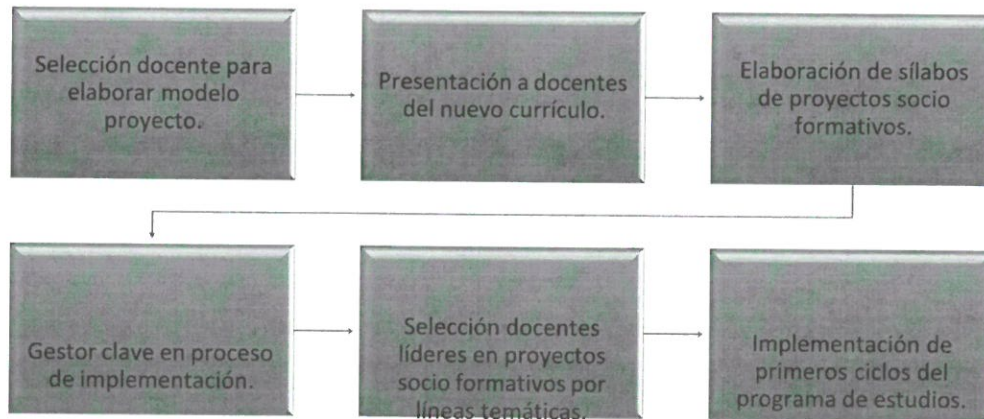 Selección docente para
elaborar modelo
proyecto.
Presentación a docentes
del nuevo currículo.
Elaboración de sílabos
de proyectos socio
formativos.
Gestor clave en proceso
de implementación.
Selección docentes
líderes en proyectos
socio formativos por
líneas temáticas.
Implementación de
primeros ciclos del
programa de estudios.